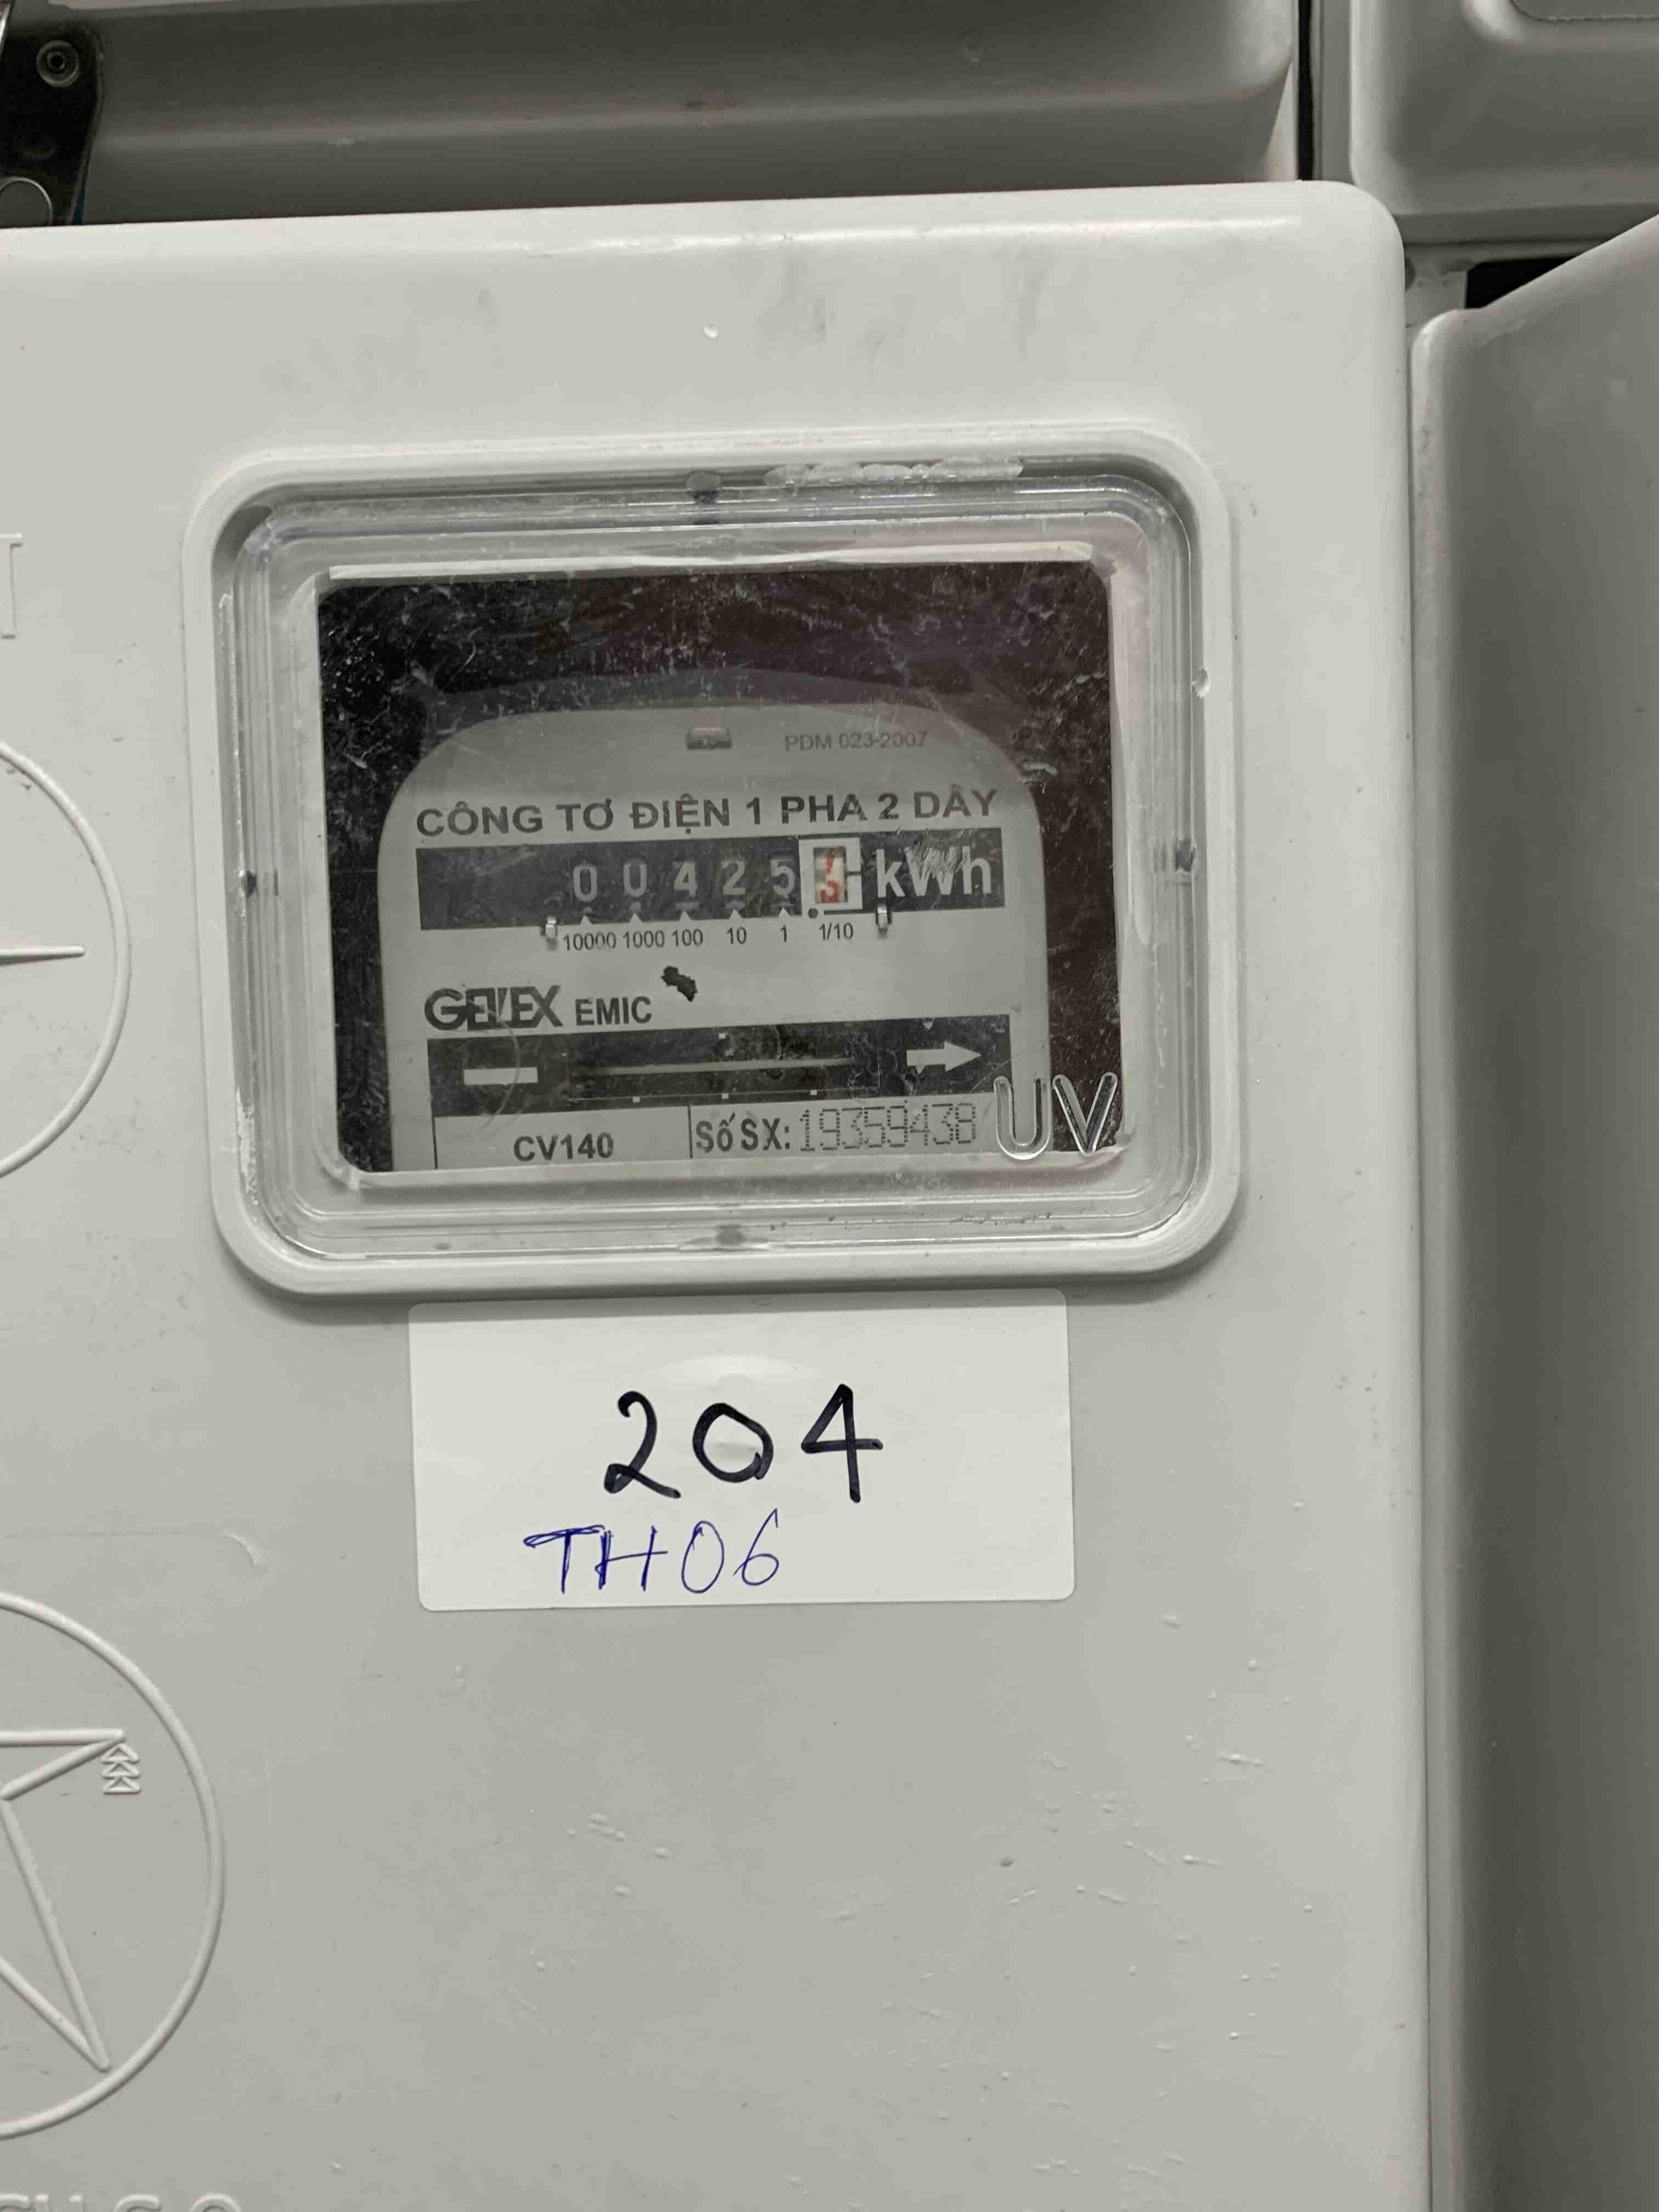 PDM 023-2007
CÔNG TƠ ĐIỆN 1 PHA 2 DÂY
0 0 4 2 5 kWh
10000 1000 100 10 1 1/10
GELEX EMIC
CV140
Số SX: 19359438
UV
204
TH06